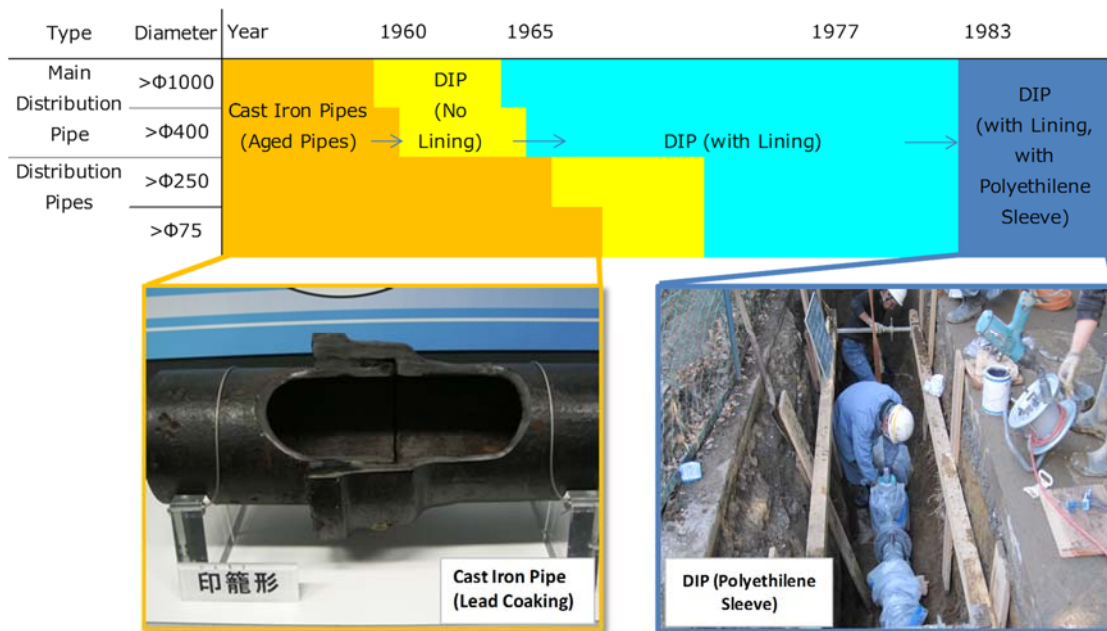 Type Diameter Year 1960 1965 1977 1983
Main
Distribution
Pipe
>Φ1000
>Φ400
Distribution
Pipes
>Φ250
>Φ75
Cast Iron Pipes
(Aged Pipes)
DIP
(No
Lining)
DIP (with Lining)
DIP
(with Lining,
with
Polyethilene
Sleeve)
印籠形
Cast Iron Pipe
(Lead Coaking)
DIP (Polyethilene
Sleeve)